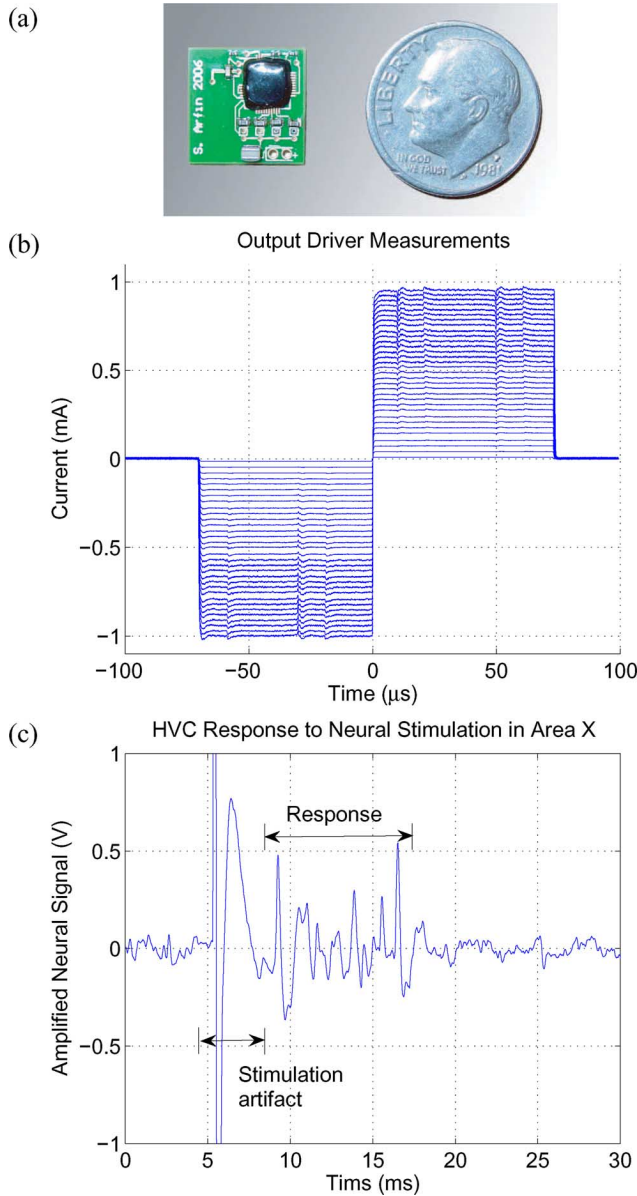 (a)
S. Arfin 2006
LIBERTY
IN GOD
WE TRUST
1981
(b)
Output Driver Measurements
1
0.5
0
−0.5
−1
Current (mA)
−100
−50
0
50
100
Time (μs)
(c)
HVC Response to Neural Stimulation in Area X
1
0.5
0
−0.5
−1
Amplified Neural Signal (V)
Response
Stimulation
artifact
0
5
10
15
20
25
30
Tims (ms)